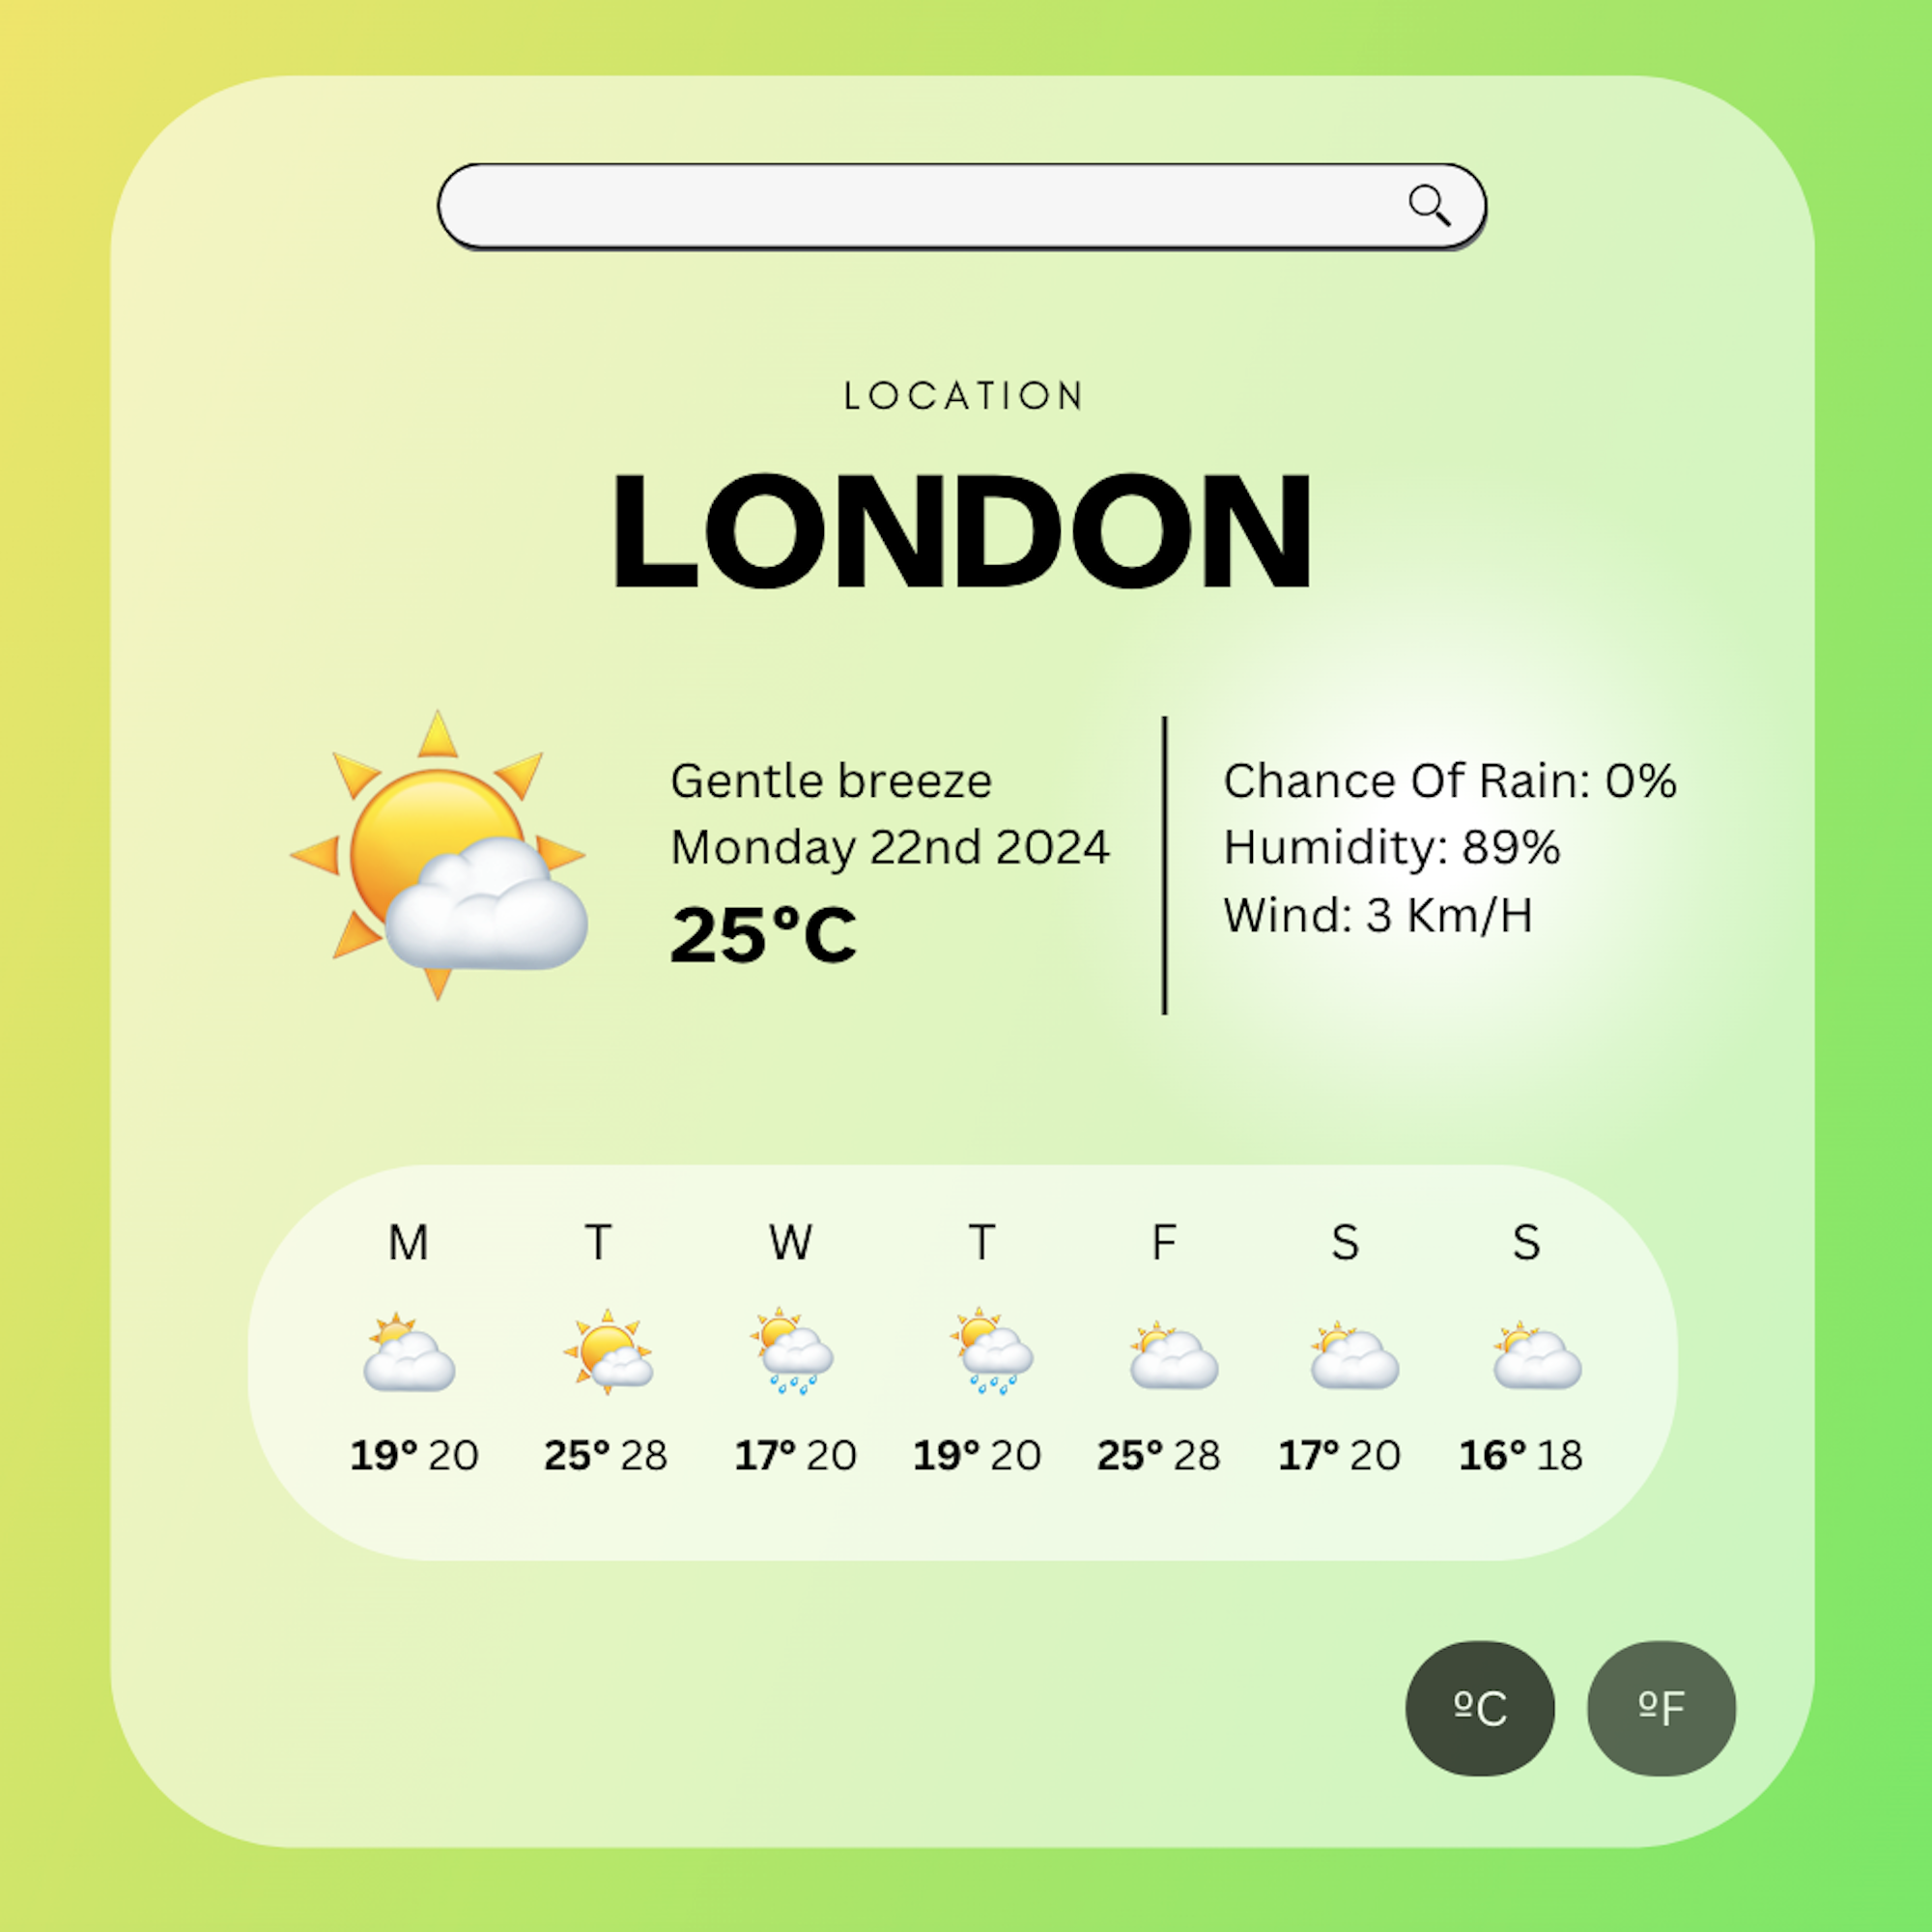 LOCATION
LONDON
Gentle breeze
Monday 22nd 2024
25°C
Chance Of Rain: 0%
Humidity: 89%
Wind: 3 Km/H
M T W T F S S
19° 20 25° 28 17° 20 19° 20 25° 28 17° 20 16° 18
ºC ºF